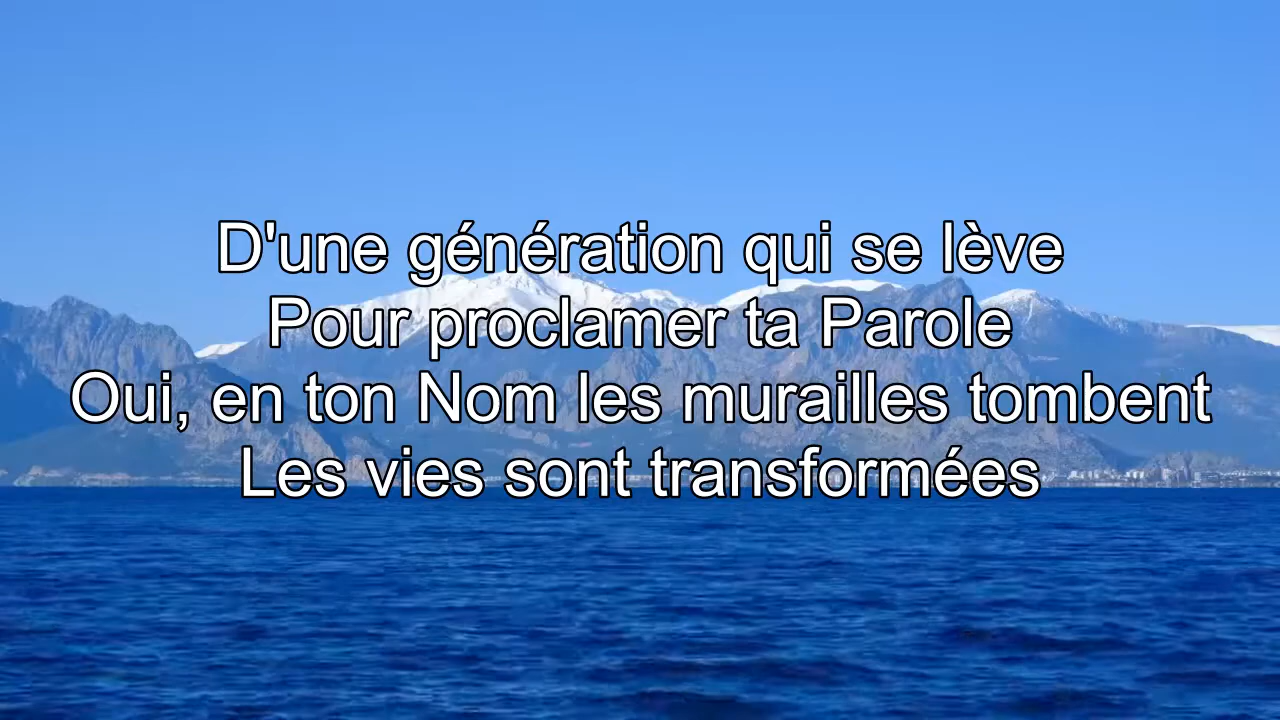 D'une génération qui se lève
Pour proclamer ta Parole
Oui, en ton Nom les murailles tombent
Les vies sont transformées